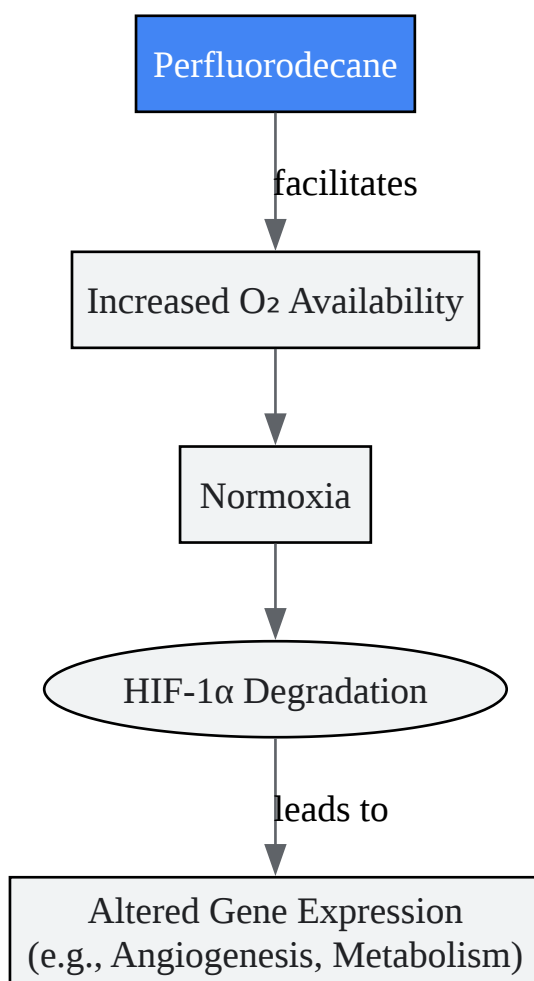 Perfluorodecane
facilitates
Increased O₂ Availability
Normoxia
HIF-1α Degradation
leads to
Altered Gene Expression
(e.g., Angiogenesis, Metabolism)